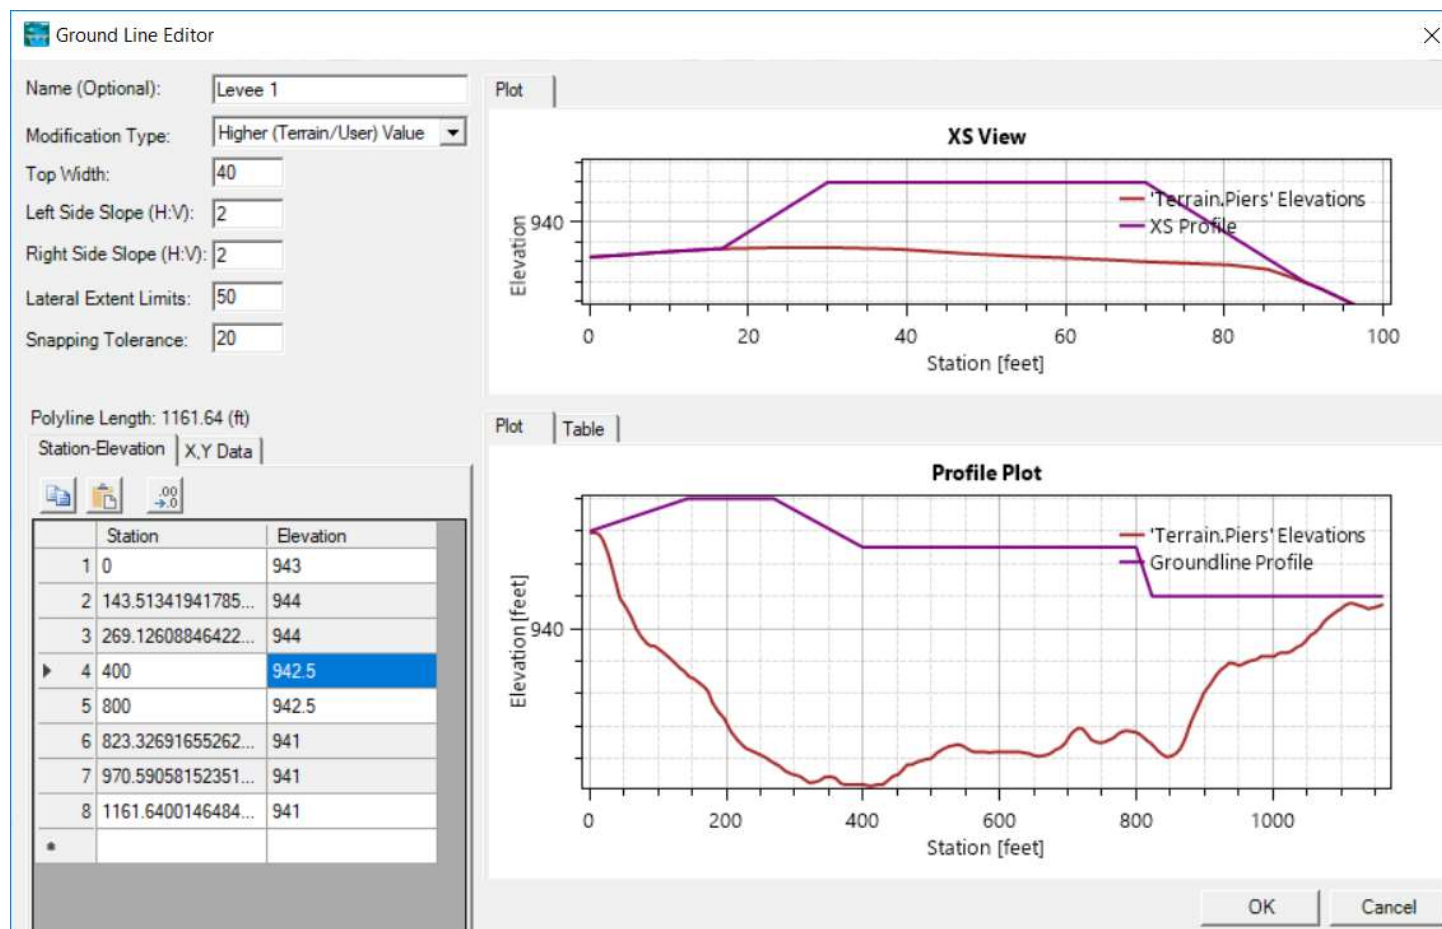 Ground Line Editor
Name (Optional): Levee 1
Modification Type: Higher (Terrain/User) Value
Top Width: 40
Left Side Slope (H:V): 2
Right Side Slope (H:V): 2
Lateral Extent Limits: 50
Snapping Tolerance: 20
Polyline Length: 1161.64 (ft)
Station-Elevation X,Y Data
.00
→.0
Station Elevation
1 0 943
2 143.51341941785... 944
3 269.12608846422... 944
4 400 942.5
5 800 942.5
6 823.32691655262... 941
7 970.59058152351... 941
8 1161.6400146484... 941
Plot
XS View
Elevation
940
'Terrain.Piers' Elevations
XS Profile
0 20 40 60 80 100
Station [feet]
Plot Table
Profile Plot
Elevation [feet]
940
'Terrain.Piers' Elevations
Groundline Profile
0 200 400 600 800 1000
Station [feet]
OK Cancel